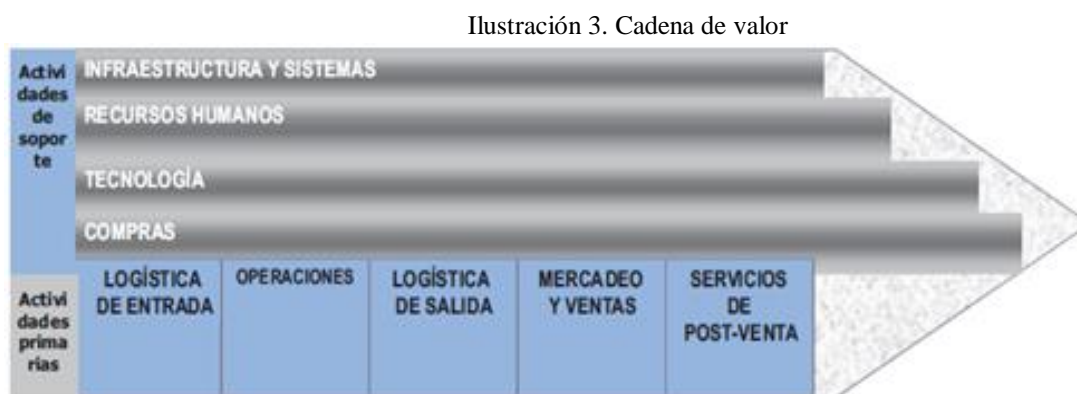 Ilustración 3. Cadena de valor
Activi
dades
de
sopor
te
INFRAESTRUCTURA Y SISTEMAS
RECURSOS HUMANOS
TECNOLOGÍA
COMPRAS
Activi
dades
prima
rias
LOGÍSTICA
DE ENTRADA
OPERACIONES
LOGÍSTICA
DE SALIDA
MERCADEO
Y VENTAS
SERVICIOS
DE
POST-VENTA